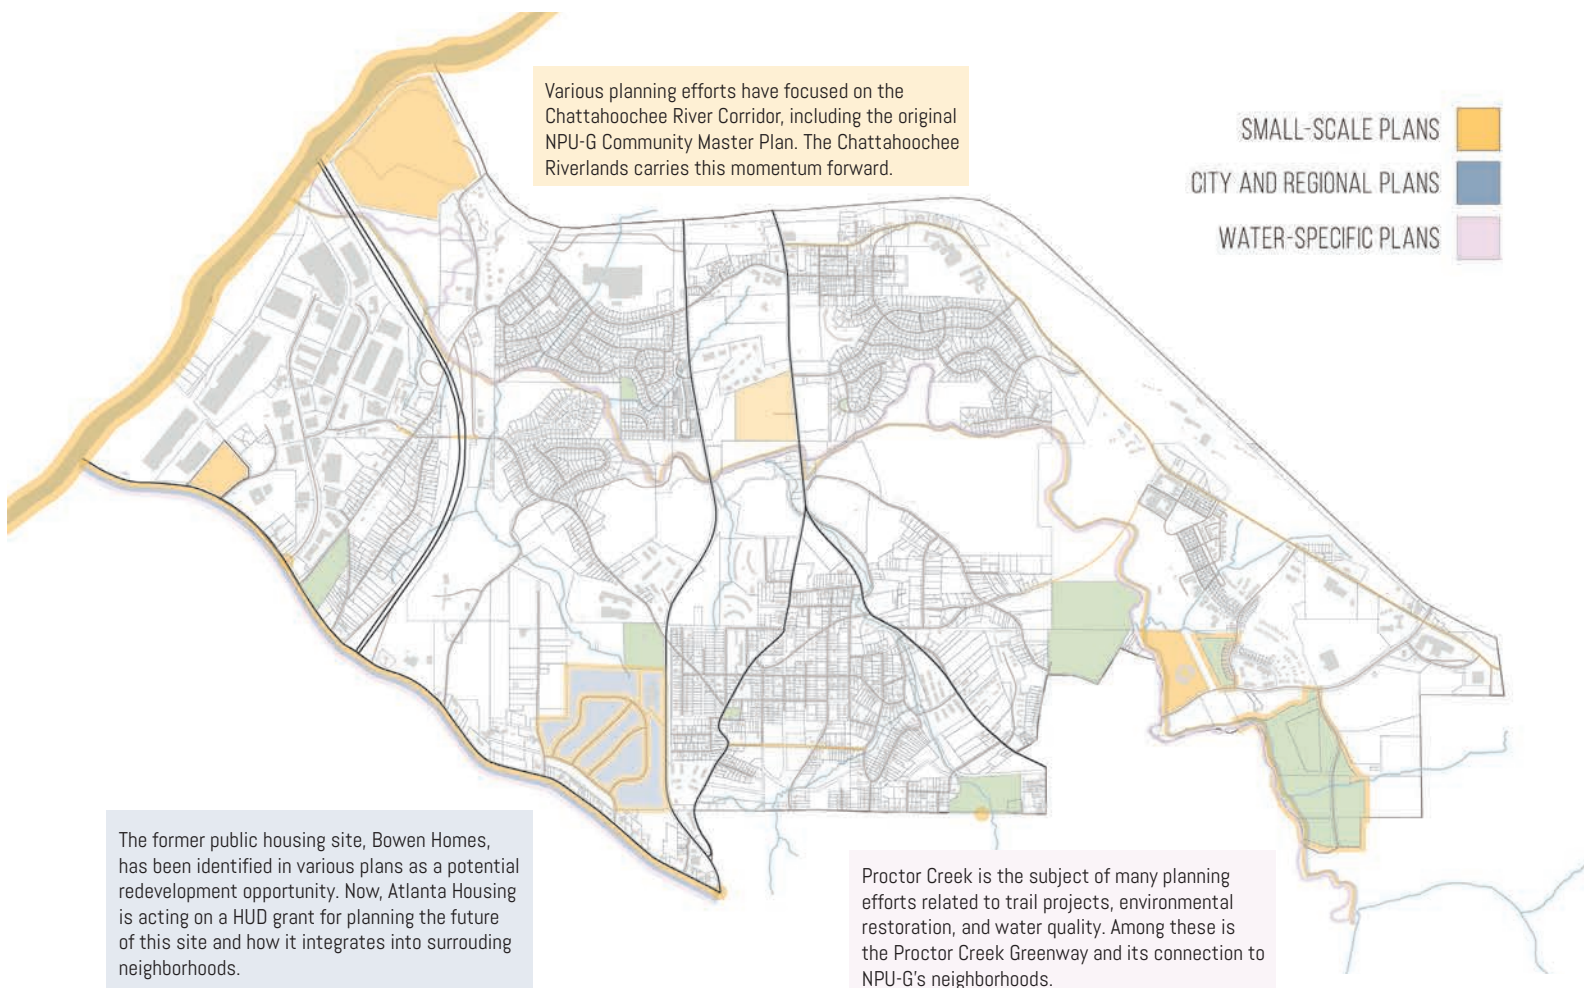 Various planning efforts have focused on the
Chattahoochee River Corridor, including the original
NPU-G Community Master Plan. The Chattahoochee
Riverlands carries this momentum forward.
SMALL-SCALE PLANS
CITY AND REGIONAL PLANS
WATER-SPECIFIC PLANS
The former public housing site, Bowen Homes,
has been identified in various plans as a potential
redevelopment opportunity. Now, Atlanta Housing
is acting on a HUD grant for planning the future
of this site and how it integrates into surrouding
neighborhoods.
Proctor Creek is the subject of many planning
efforts related to trail projects, environmental
restoration, and water quality. Among these is
the Proctor Creek Greenway and its connection to
NPU-G's neighborhoods.